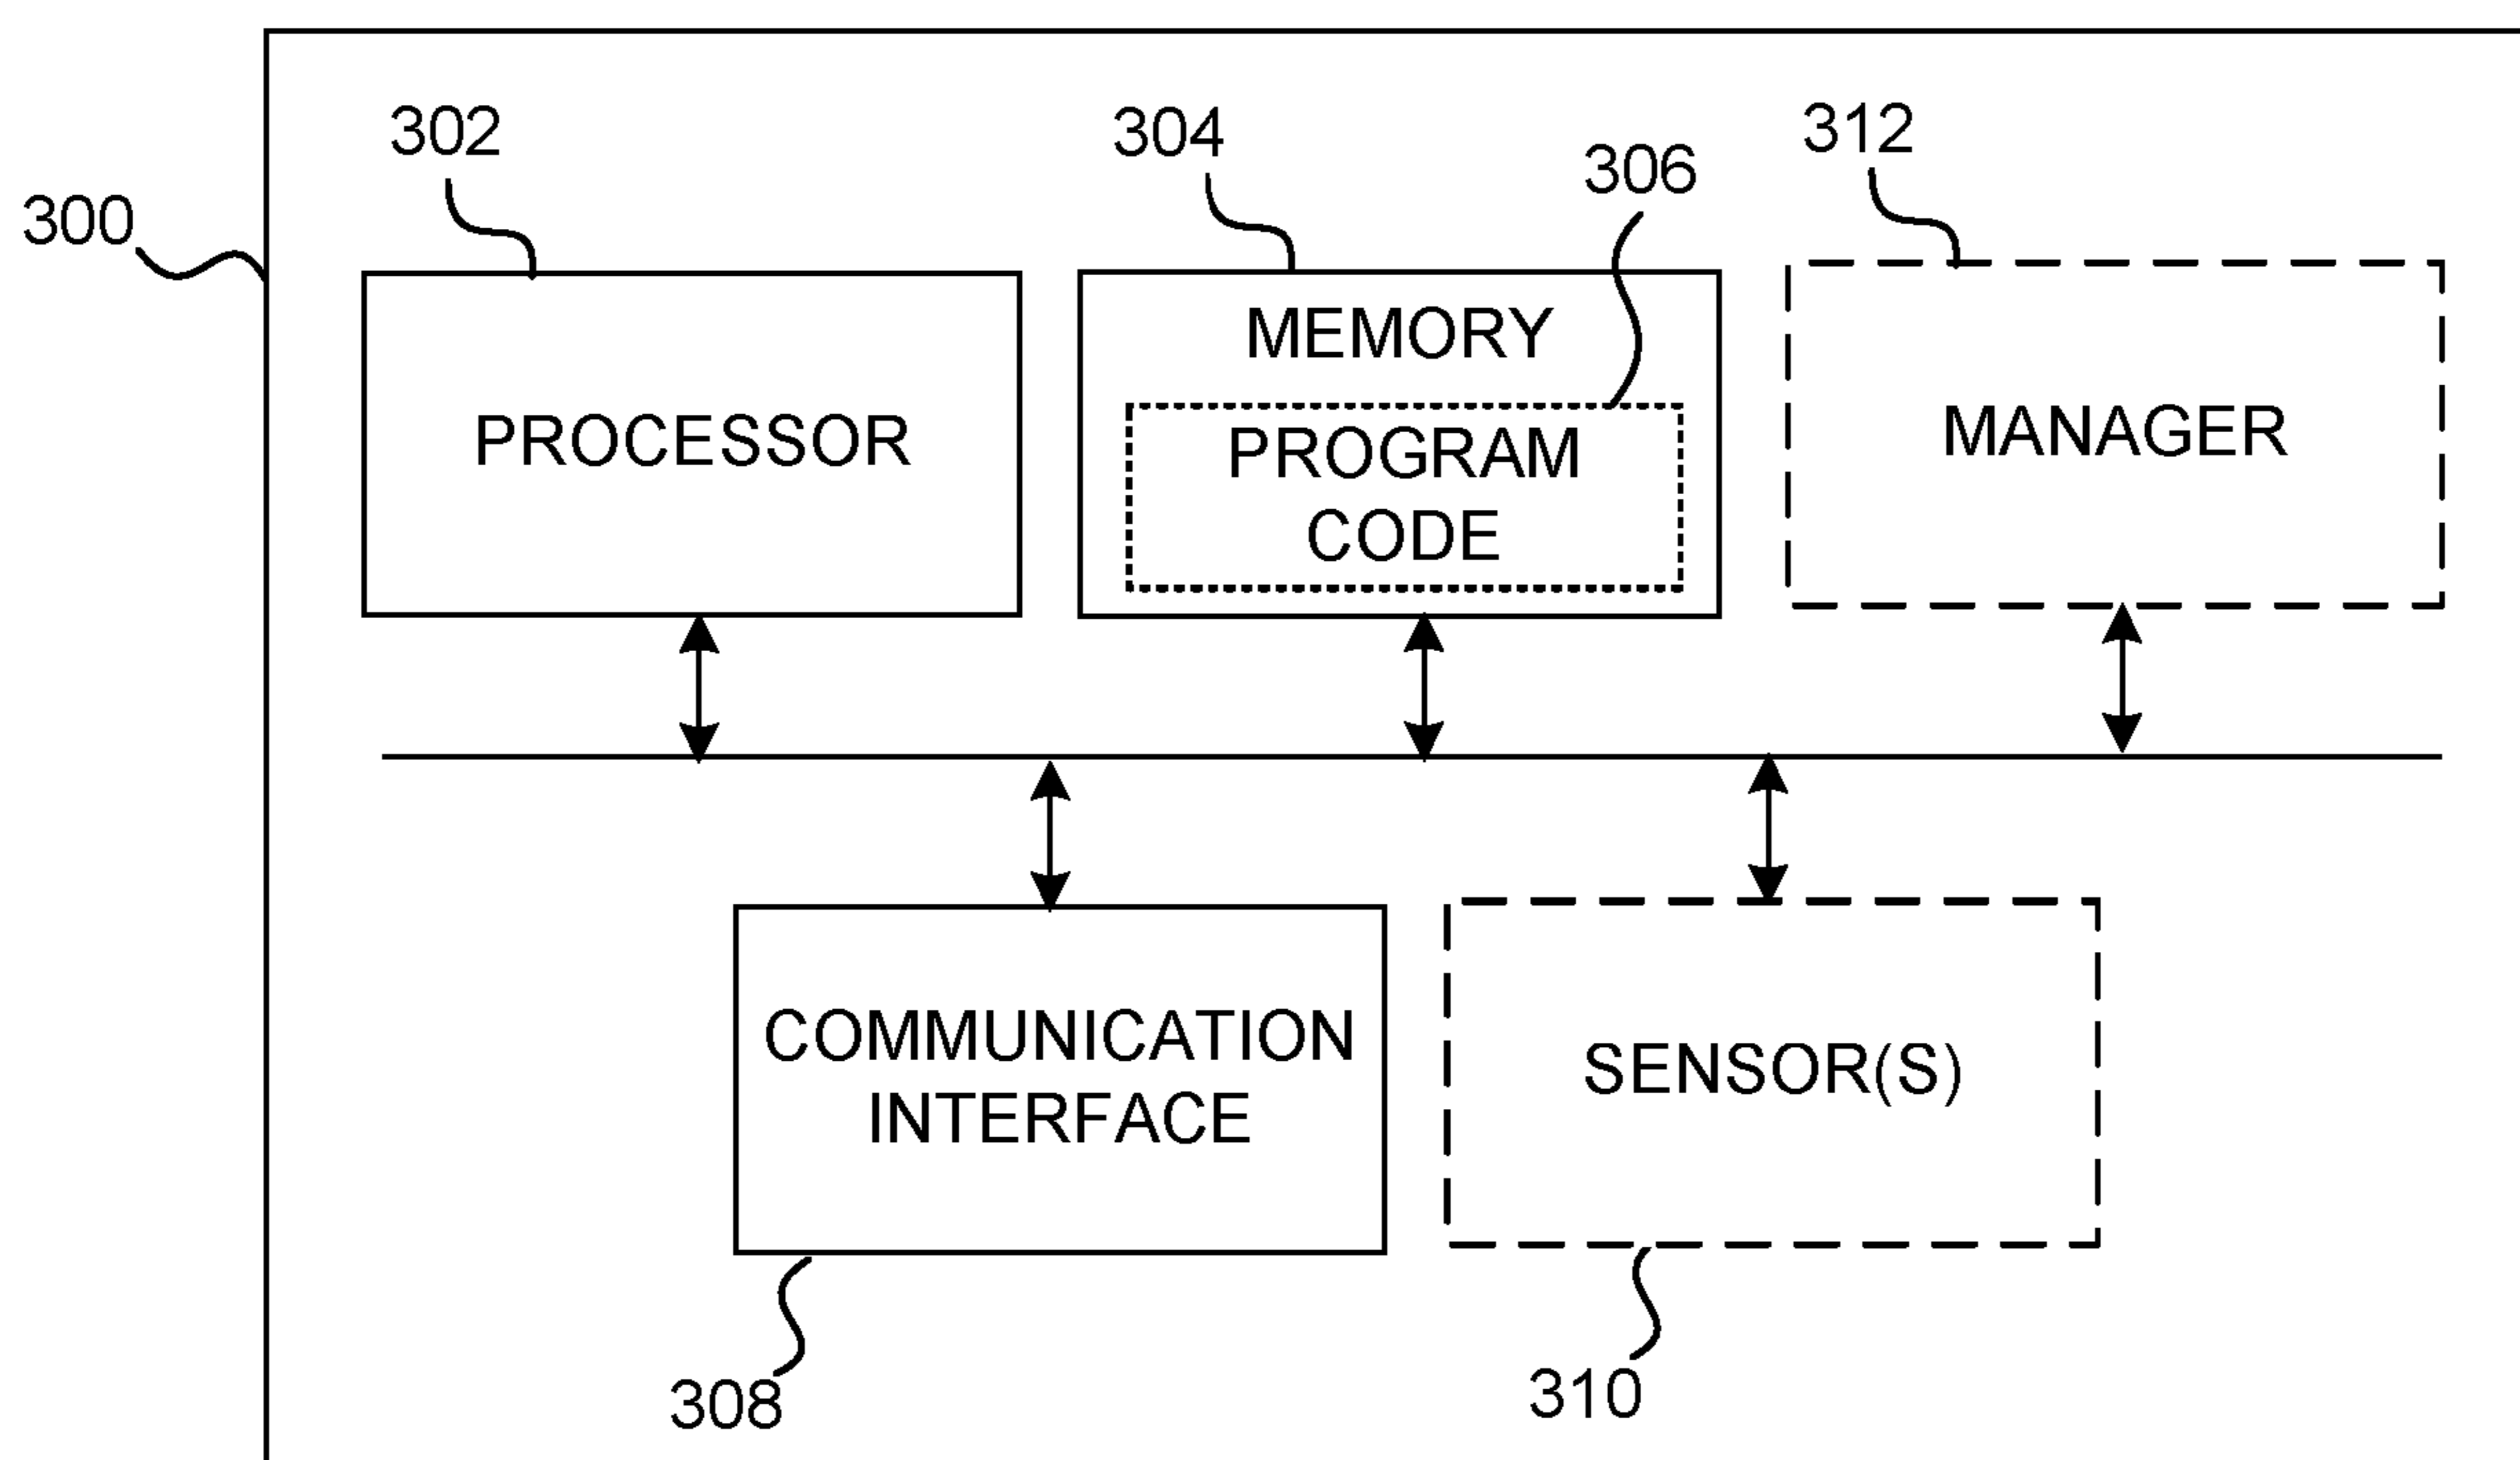 302
304
312
306
300
MEMORY
PROCESSOR
PROGRAM
CODE
MANAGER
COMMUNICATION
INTERFACE
SENSOR(S)
308
310